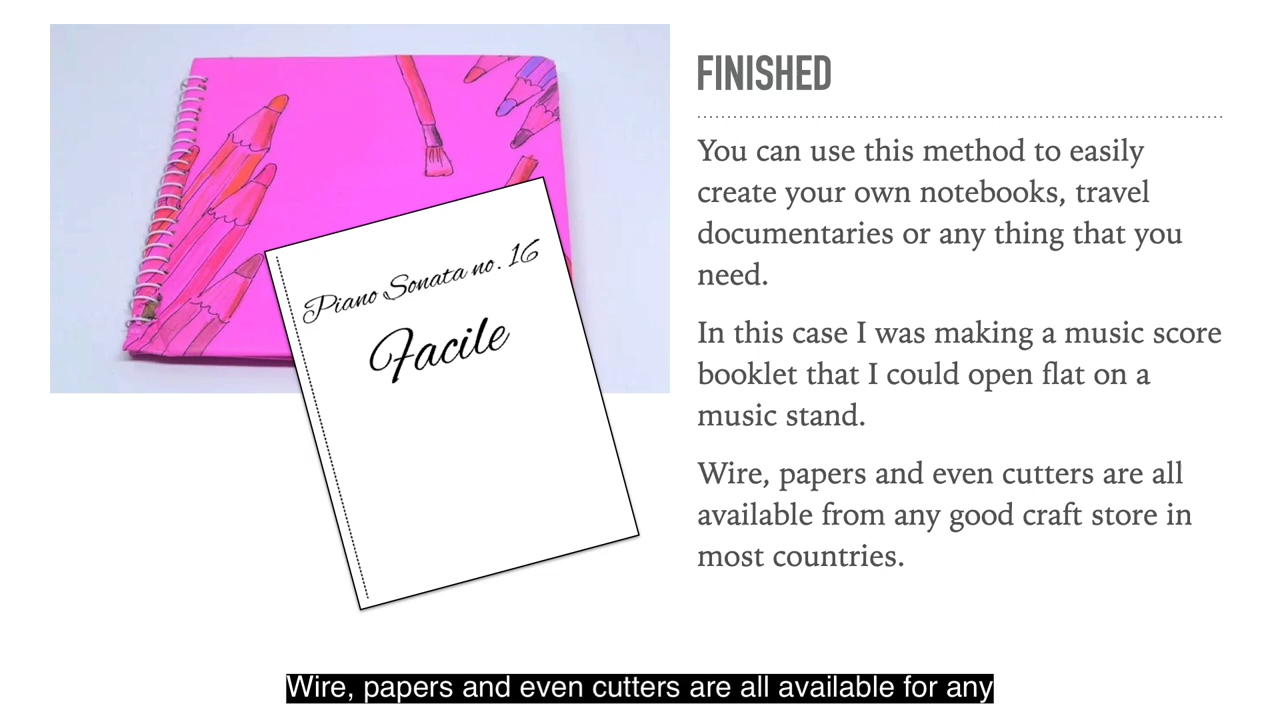 FINISHED
You can use this method to easily
create your own notebooks, travel
documentaries or any thing that you
need.
In this case I was making a music score
booklet that I could open flat on a
music stand.
Wire, papers and even cutters are all
available from any good craft store in
most countries.
Piano Sonata no. 16
Facile
Wire, papers and even cutters are all available for any